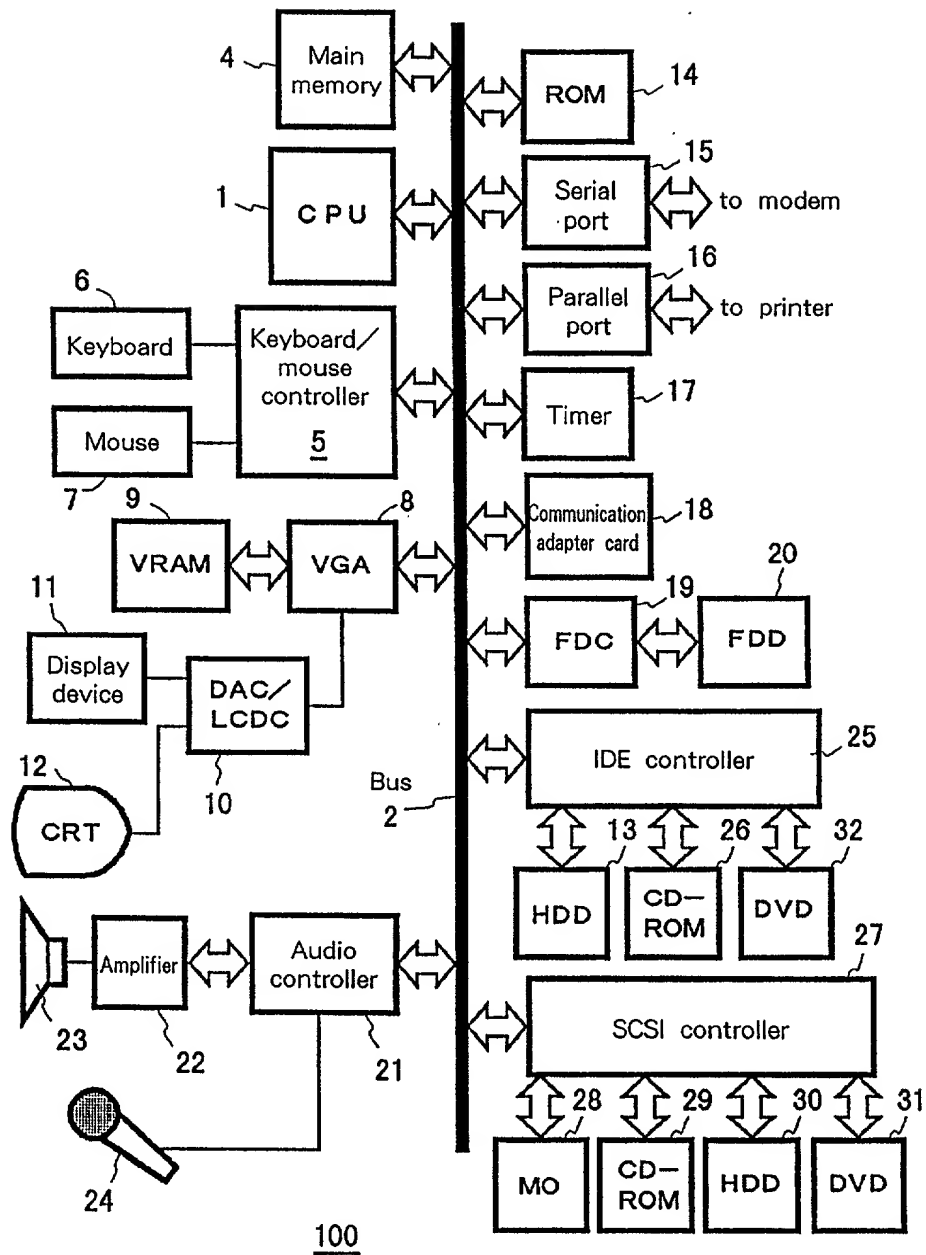 4
Main
memory
ROM
14
15
1
CPU
Serial
port
to modem
16
6
Parallel
port
to printer
Keyboard
Keyboard/
mouse
controller
5
17
Timer
Mouse
7
9
8
Communication
adapter card
18
VRAM
VGA
20
11
19
FDC
FDD
Display
device
DAC/
LCDC
25
IDE controller
12
10
Bus
2
CRT
13
26
32
HDD
CD-
ROM
DVD
27
Amplifier
Audio
controller
SCSI controller
23
22
21
28
29
30
31
24
MO
CD-
ROM
HDD
DVD
100